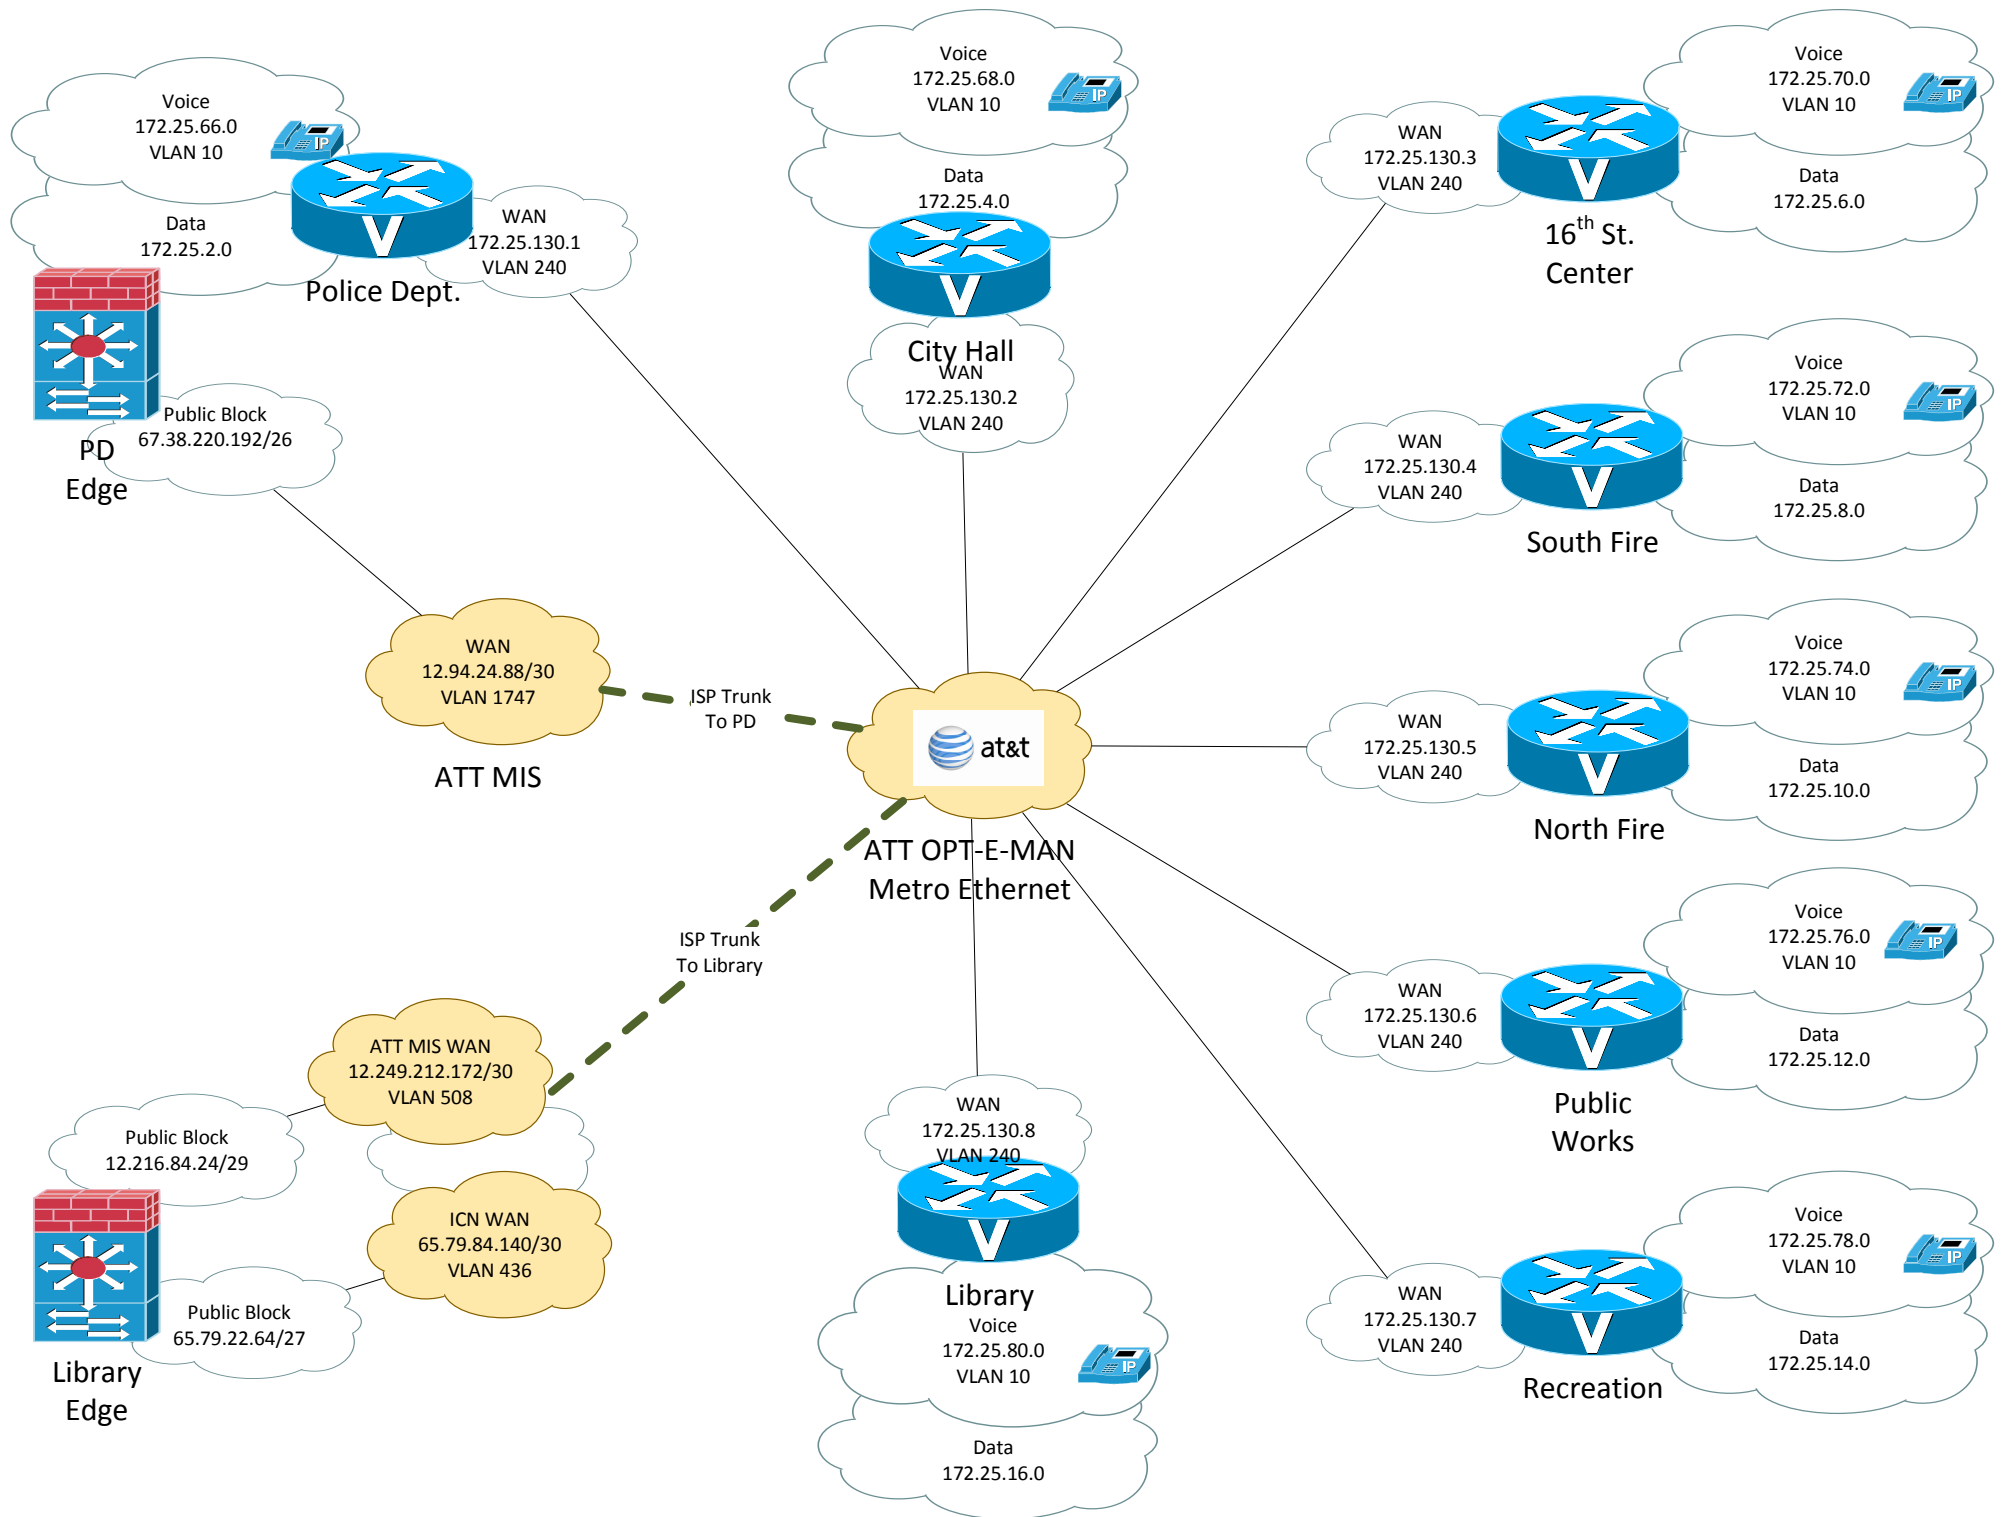 Voice
172.25.66.0
VLAN 10
IP
Data
172.25.2.0
WAN
172.25.130.1
VLAN 240
Police Dept.
Public Block
67.38.220.192/26
PD
Edge
Voice
172.25.68.0
VLAN 10
IP
Data
172.25.4.0
City Hall
WAN
172.25.130.2
VLAN 240
Voice
172.25.70.0
VLAN 10
IP
Data
172.25.6.0
WAN
172.25.130.3
VLAN 240
16th St.
Center
Voice
172.25.72.0
VLAN 10
IP
Data
172.25.8.0
WAN
172.25.130.4
VLAN 240
South Fire
WAN
12.94.24.88/30
VLAN 1747
ATT MIS
ISP Trunk
To PD
at&t
ATT OPT-E-MAN
Metro Ethernet
Voice
172.25.74.0
VLAN 10
IP
Data
172.25.10.0
WAN
172.25.130.5
VLAN 240
North Fire
ISP Trunk
To Library
Voice
172.25.76.0
VLAN 10
IP
Data
172.25.12.0
WAN
172.25.130.6
VLAN 240
Public
Works
ATT MIS WAN
12.249.212.172/30
VLAN 508
Public Block
12.216.84.24/29
ICN WAN
65.79.84.140/30
VLAN 436
Public Block
65.79.22.64/27
Library
Edge
WAN
172.25.130.8
VLAN 240
Library
Voice
172.25.80.0
VLAN 10
IP
Data
172.25.16.0
Voice
172.25.78.0
VLAN 10
IP
Data
172.25.14.0
WAN
172.25.130.7
VLAN 240
Recreation